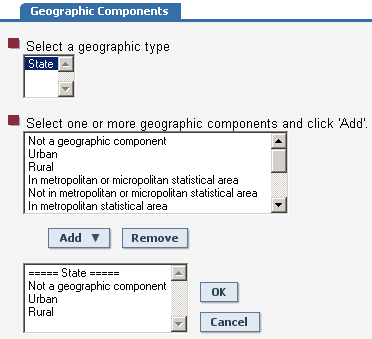 Geographic Components
Select a geographic type
State
Select one or more geographic components and click 'Add'.
Not a geographic component
Urban
Rural
In metropolitan or micropolitan statistical area
Not in metropolitan or micropolitan statistical area
In metropolitan statistical area
Add ▼ Remove
===== State =====
Not a geographic component
Urban
Rural
OK
Cancel